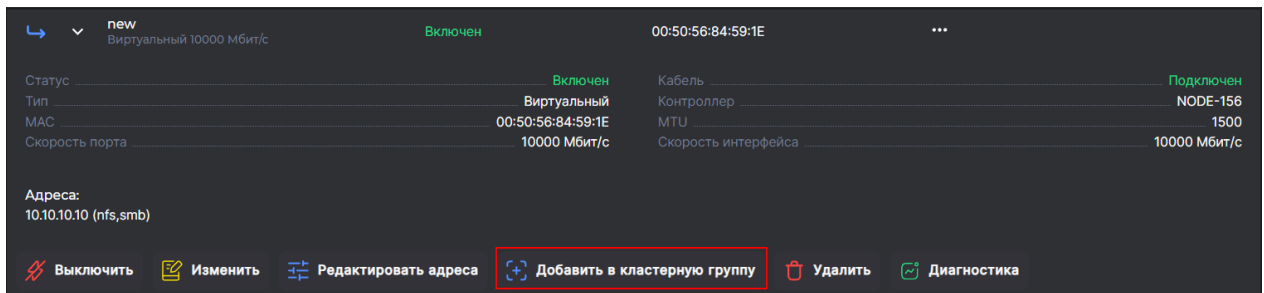 new
Виртуальный 10000 Мбит/с
Включен
00:50:56:84:59:1E
•••
Статус Включен
Кабель Подключен
Тип Виртуальный
Контроллер NODE-156
MAC 00:50:56:84:59:1E
MTU 1500
Скорость порта 10000 Мбит/с
Скорость интерфейса 10000 Мбит/с
Адреса:
10.10.10.10 (nfs,smb)
Выключить Изменить Редактировать адреса Добавить в кластерную группу Удалить Диагностика